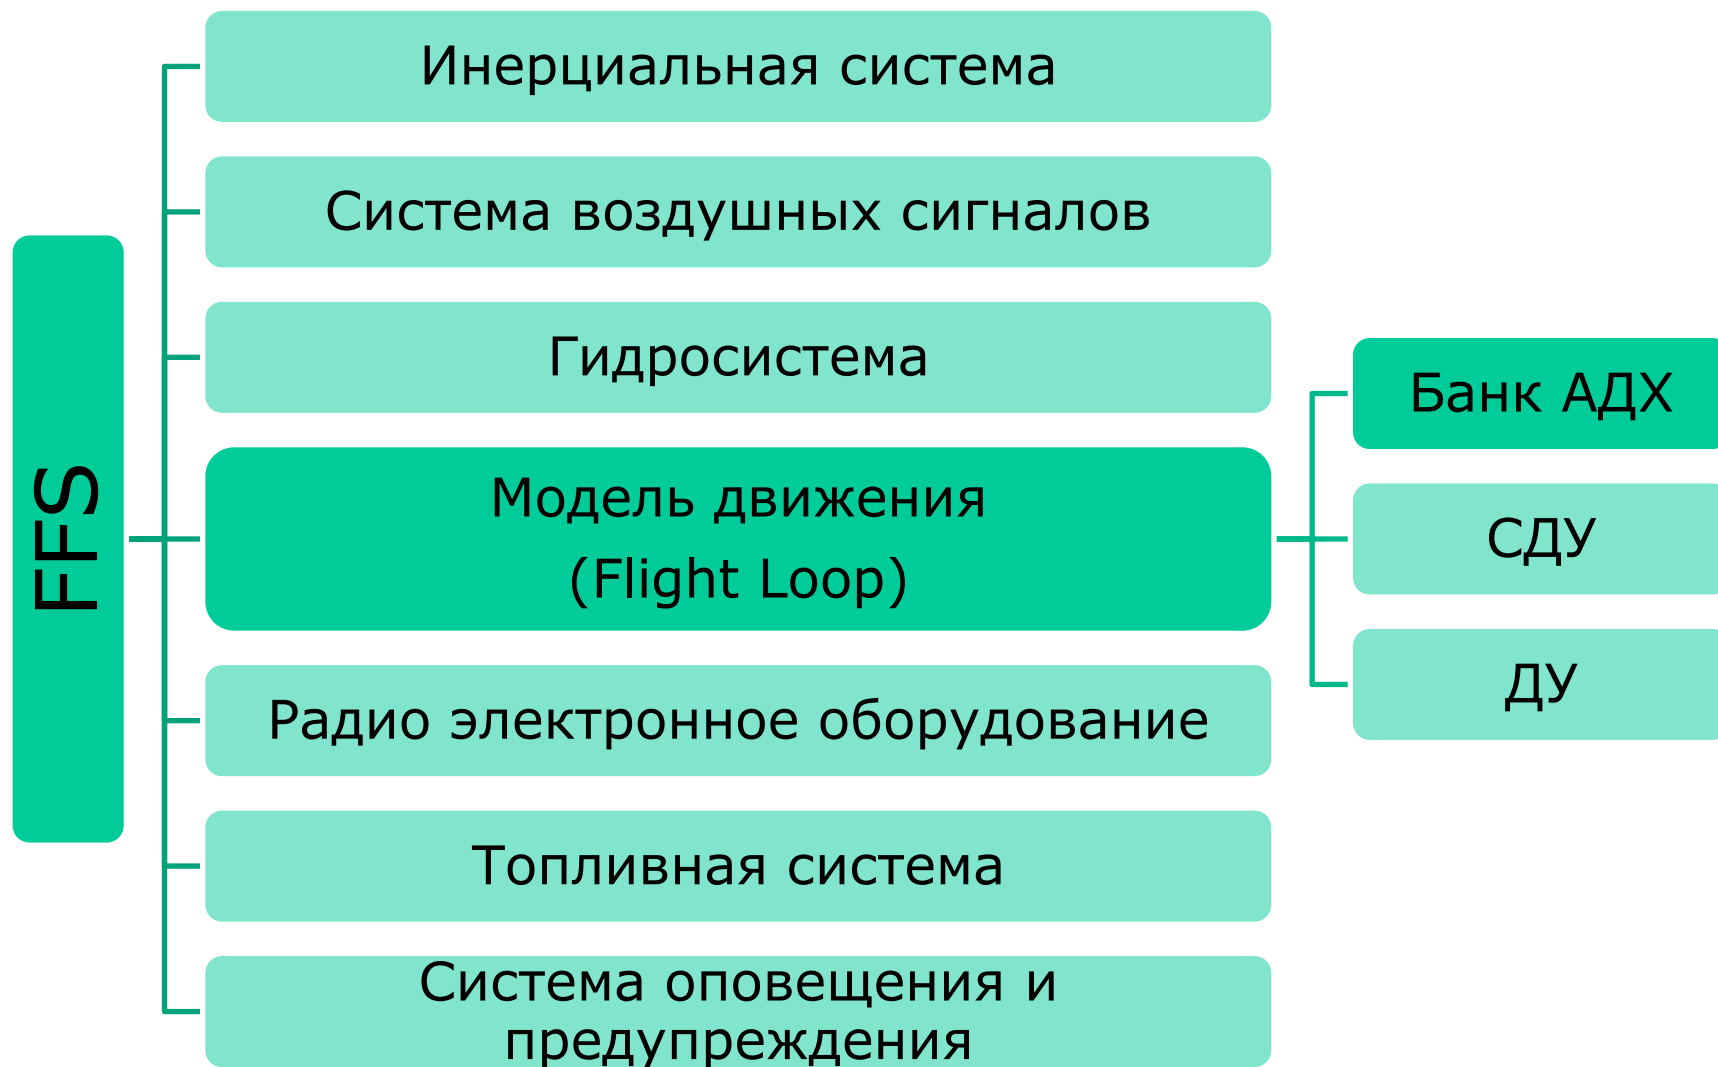 FFS
Инерциальная система
Система воздушных сигналов
Гидросистема
Модель движения
(Flight Loop)
Радио электронное оборудование
Топливная система
Система оповещения и
предупреждения
Банк АДХ
СДУ
ДУ